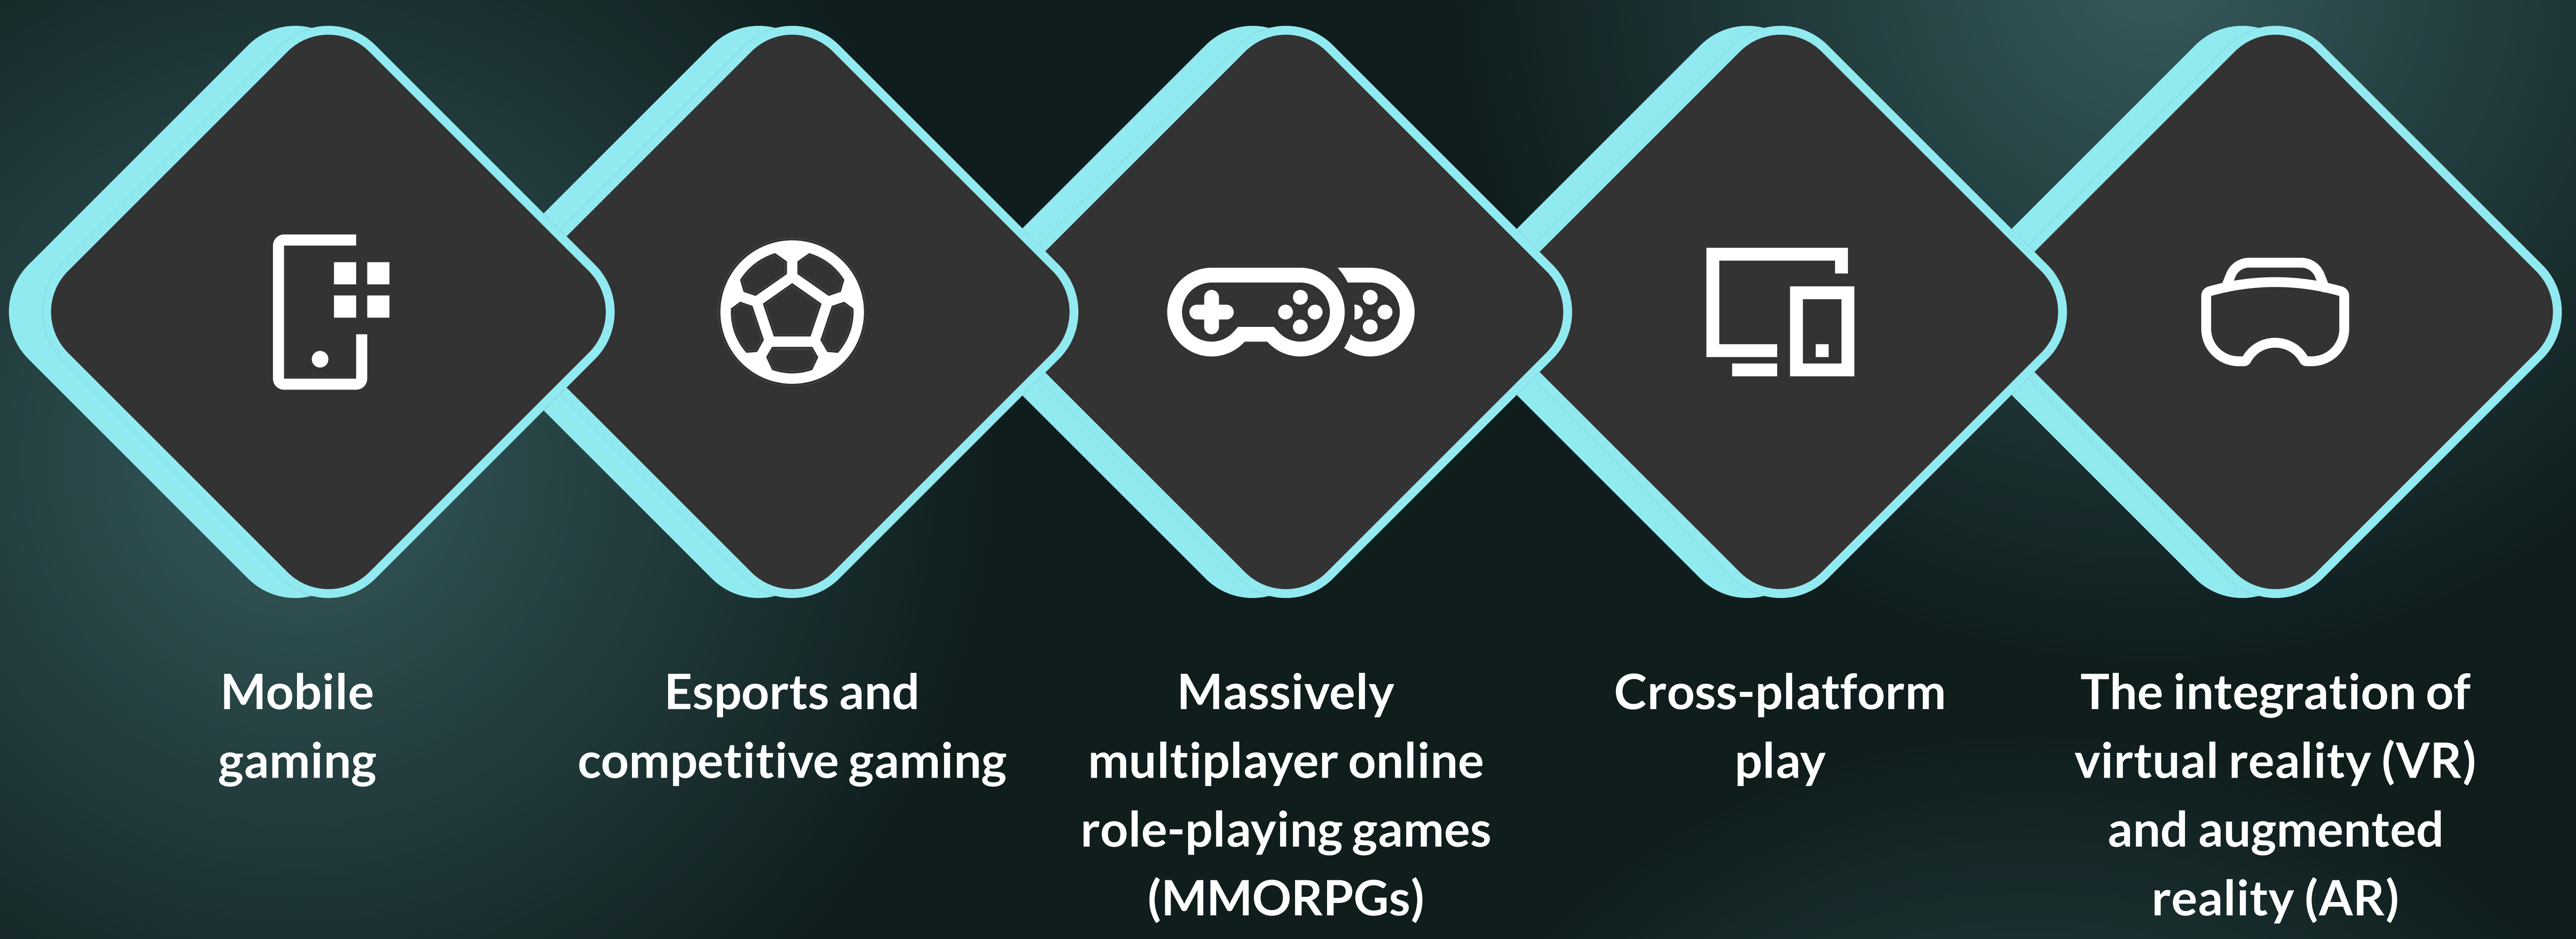 Mobile
gaming
Esports and
competitive gaming
Massively
multiplayer online
role-playing games
(MMORPGs)
Cross-platform
play
The integration of
virtual reality (VR)
and augmented
reality (AR)